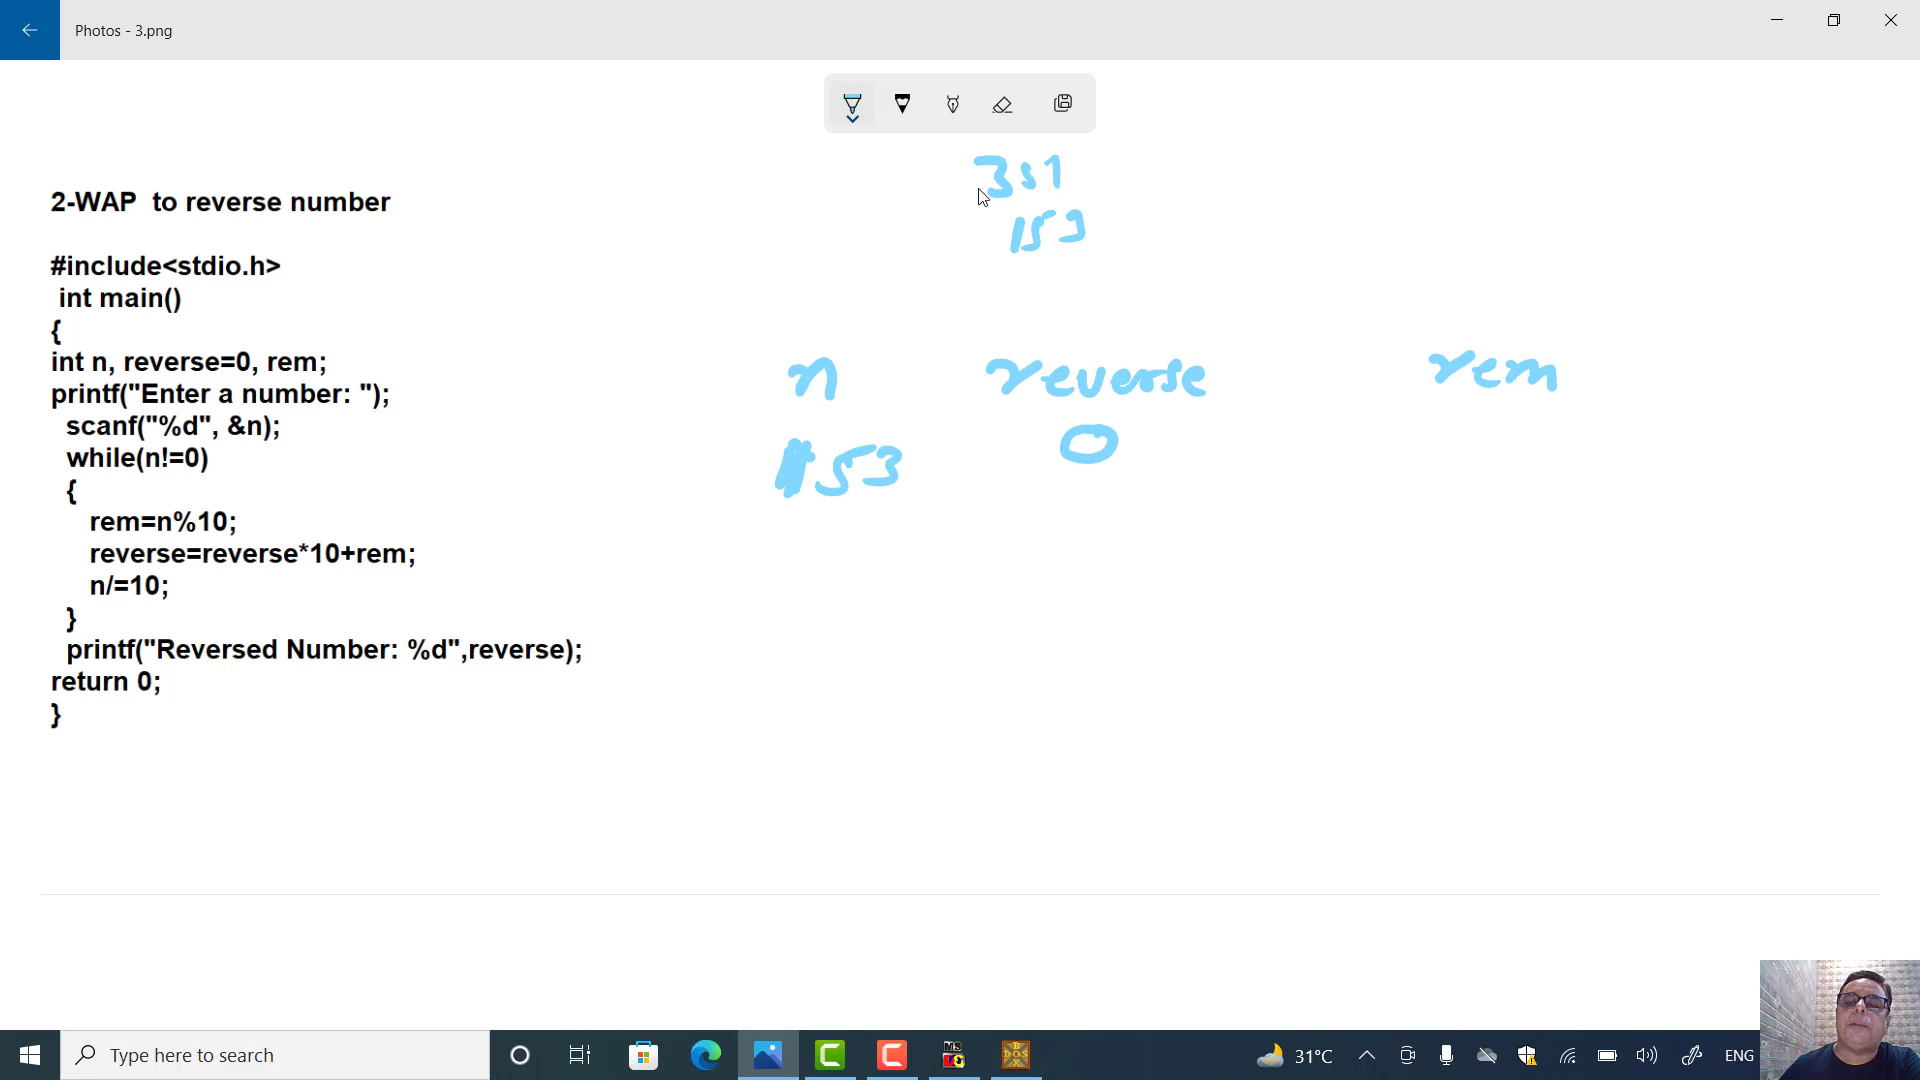 Photos - 3.png
351
153
2-WAP  to reverse number
#include<stdio.h>
int main()
{
int n, reverse=0, rem;
printf("Enter a number: ");
scanf("%d", &n);
while(n!=0)
{
rem=n%10;
reverse=reverse*10+rem;
n/=10;
}
printf("Reversed Number: %d",reverse);
return 0;
}
n reverse rem
153 0
Type here to search
31°C
ENG